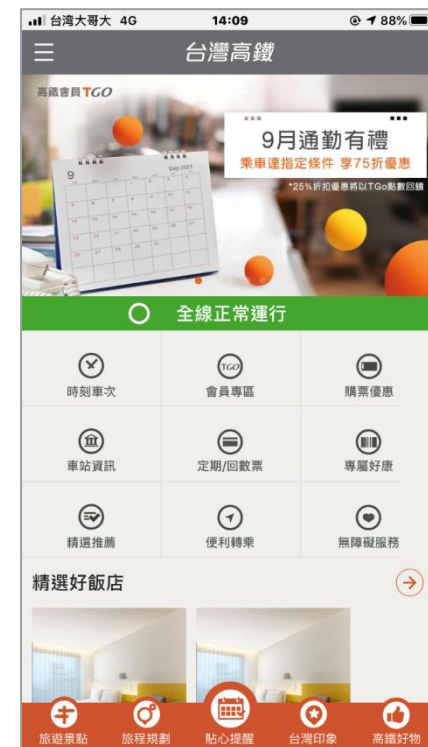 台湾大哥大 4G 14:09 88%
台灣高鐵
高鐵會員 TGO
9月通勤有禮
乘車達指定條件 享75折優惠
*25%折扣優惠將以TGo點數回饋
9 Sep 2021
全線正常運行
TGO
時刻車次 會員專區 購票優惠
車站資訊 定期/回數票 專屬好康
精選推薦 便利轉乘 無障礙服務
精選好飯店
旅遊景點 旅程規劃 貼心提醒 台灣印象 高鐵好物